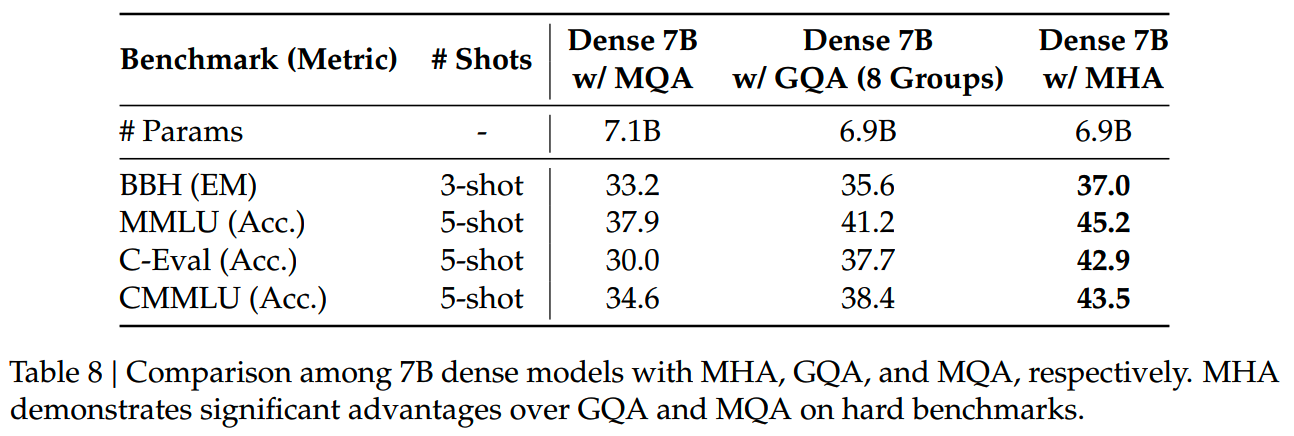 Benchmark (Metric) # Shots Dense 7B w/ MQA Dense 7B w/ GQA (8 Groups) Dense 7B w/ MHA
# Params - 7.1B 6.9B 6.9B
BBH (EM) 3-shot 33.2 35.6 37.0
MMLU (Acc.) 5-shot 37.9 41.2 45.2
C-Eval (Acc.) 5-shot 30.0 37.7 42.9
CMMLU (Acc.) 5-shot 34.6 38.4 43.5
Table 8 | Comparison among 7B dense models with MHA, GQA, and MQA, respectively. MHA
demonstrates significant advantages over GQA and MQA on hard benchmarks.